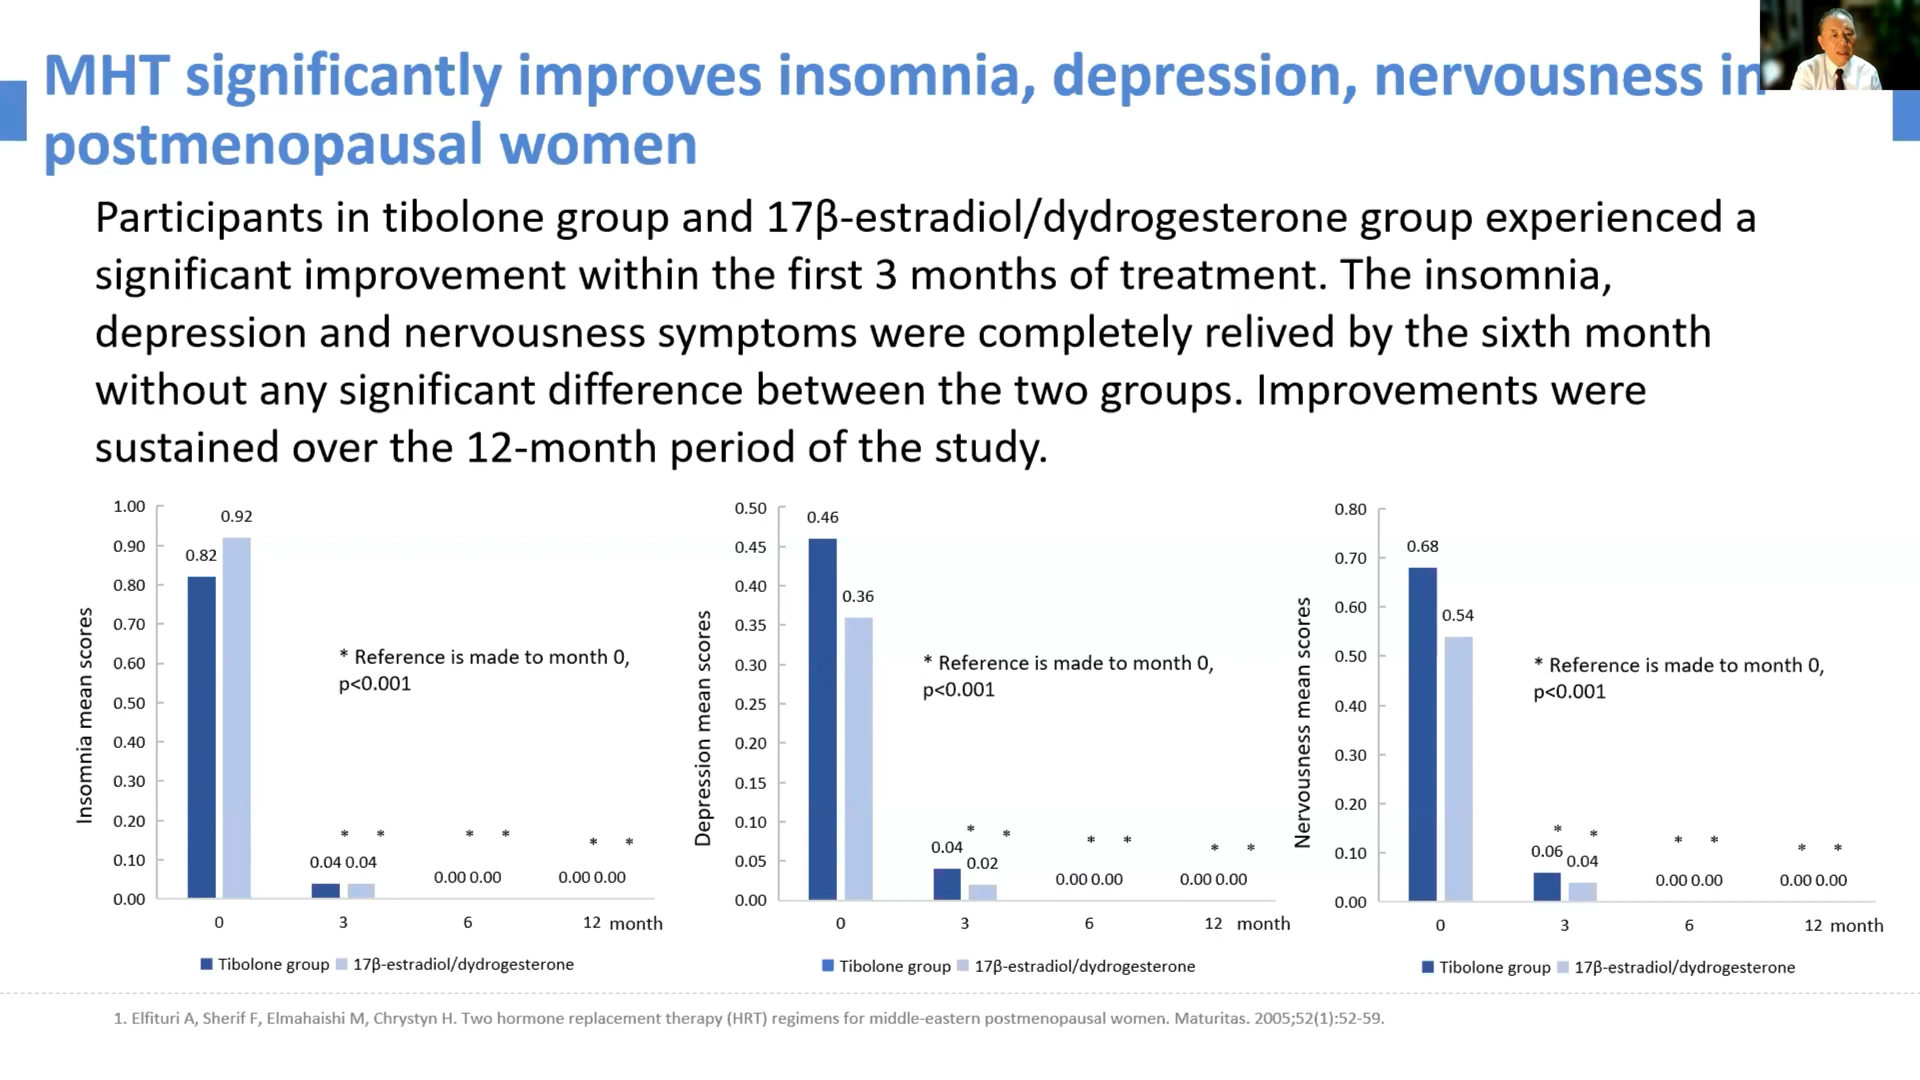 MHT significantly improves insomnia, depression, nervousness in
postmenopausal women
Participants in tibolone group and 17β-estradiol/dydrogesterone group experienced a
significant improvement within the first 3 months of treatment. The insomnia,
depression and nervousness symptoms were completely relived by the sixth month
without any significant difference between the two groups. Improvements were
sustained over the 12-month period of the study.
Insomnia mean scores
1.00
0.90
0.80
0.70
0.60
0.50
0.40
0.30
0.20
0.10
0.00
0.82
0.92
* Reference is made to month 0,
p<0.001
* * * * * *
0.04 0.04
0.00 0.00
0.00 0.00
0 3 6 12 month
Tibolone group 17β-estradiol/dydrogesterone
Depression mean scores
0.50
0.45
0.40
0.35
0.30
0.25
0.20
0.15
0.10
0.05
0.00
0.46
0.36
* Reference is made to month 0,
p<0.001
* * * * * *
0.04 0.02
0.00 0.00
0.00 0.00
0 3 6 12 month
Tibolone group 17β-estradiol/dydrogesterone
Nervousness mean scores
0.80
0.70
0.60
0.50
0.40
0.30
0.20
0.10
0.00
0.68
0.54
* Reference is made to month 0,
p<0.001
* * * * * *
0.06 0.04
0.00 0.00
0.00 0.00
0 3 6 12 month
Tibolone group 17β-estradiol/dydrogesterone
1. Elfituri A, Sherif F, Elmahaishi M, Chrystyn H. Two hormone replacement therapy (HRT) regimens for middle-eastern postmenopausal women. Maturitas. 2005;52(1):52-59.